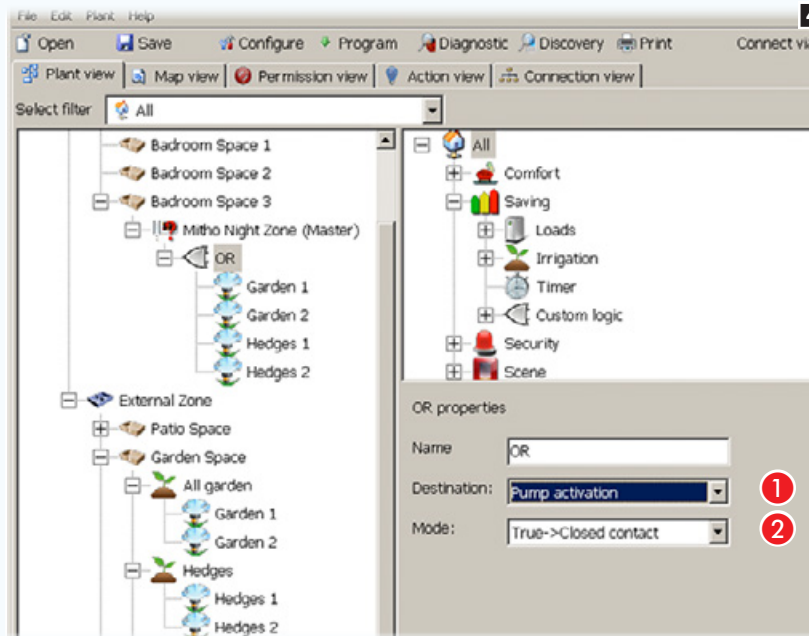 File Edit Plant Help
Open Save Configure Program Diagnostic Discovery Print Connect via
Plant view Map view Permission view Action view Connection view
Select filter All
Badroom Space 1
Badroom Space 2
Badroom Space 3
Mitho Night Zone (Master)
OR
Garden 1
Garden 2
Hedges 1
Hedges 2
External Zone
Patio Space
Garden Space
All garden
Garden 1
Garden 2
Hedges
Hedges 1
Hedges 2
All
Comfort
Saving
Loads
Irrigation
Timer
Custom logic
Security
Scene
OR properties
Name OR
Destination: Pump activation 1
Mode: True->Closed contact 2